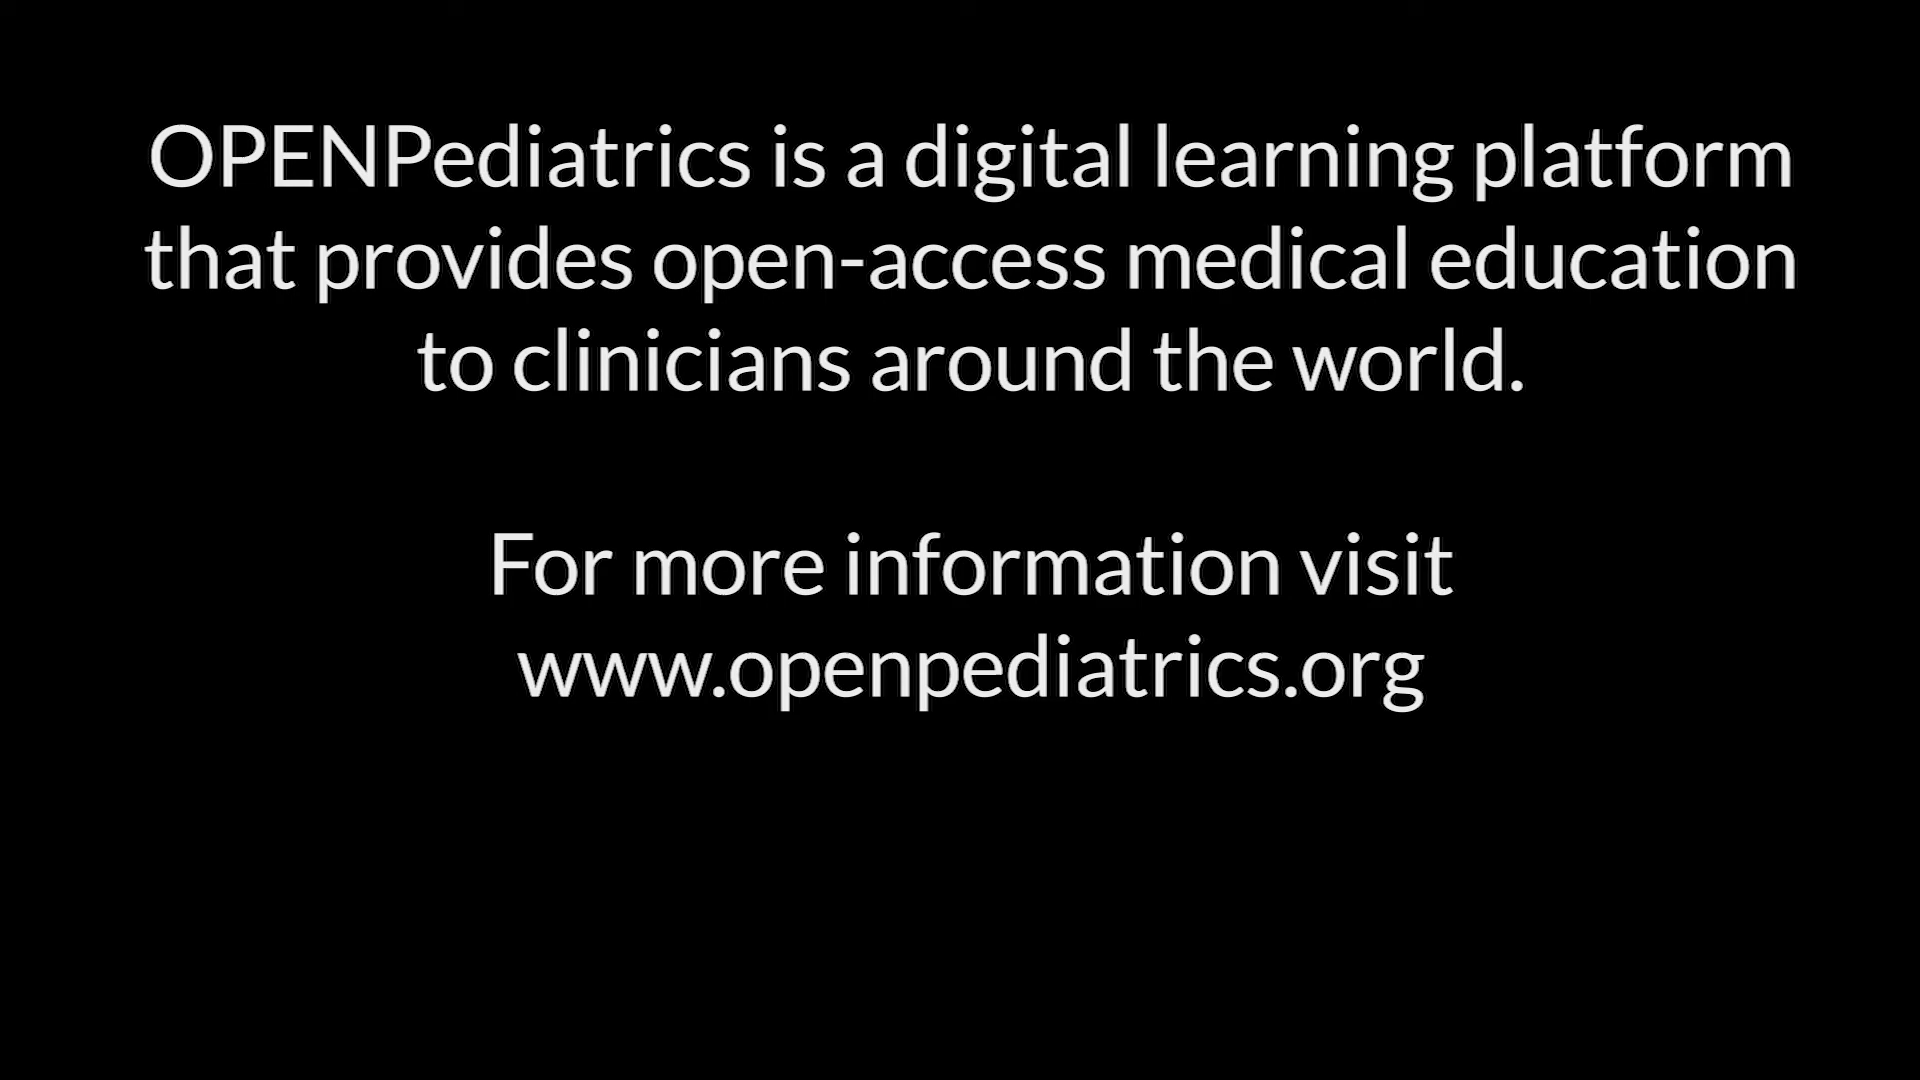 OPENPediatrics is a digital learning platform
that provides open-access medical education
to clinicians around the world.
For more information visit
www.openpediatrics.org